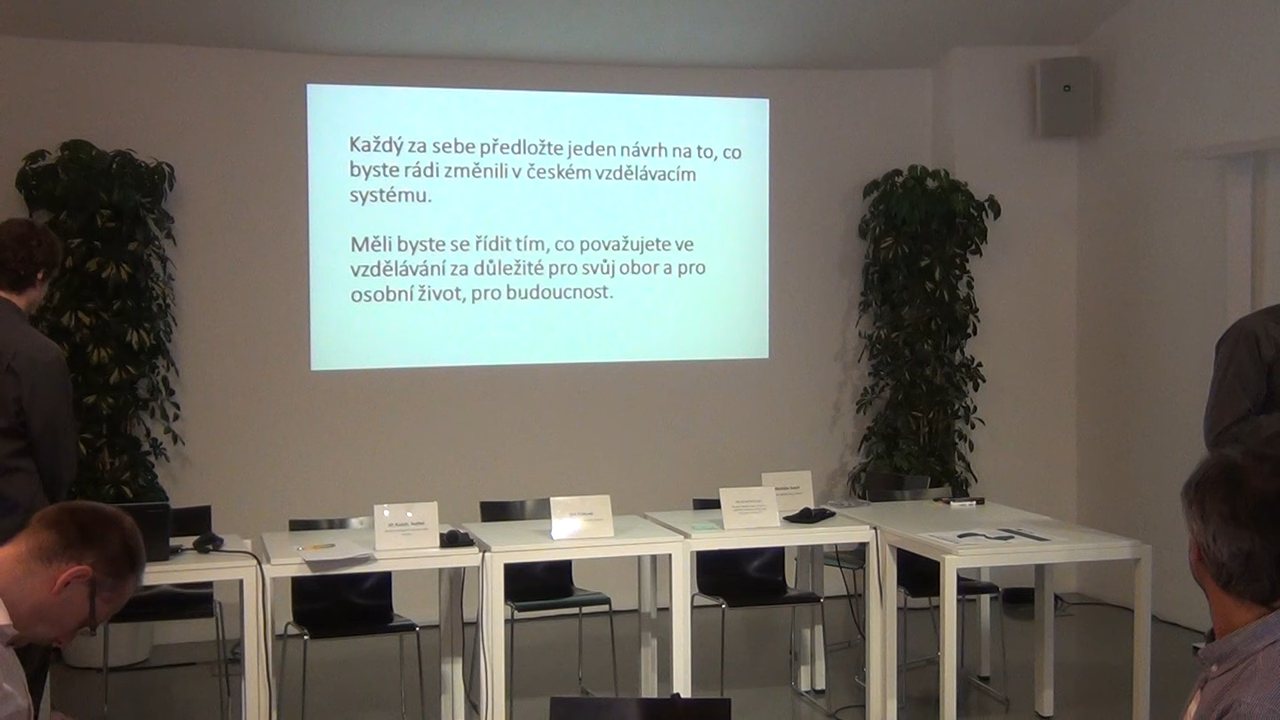 Každý za sebe předložte jeden návrh na to, co
byste rádi změnili v českém vzdělávacím
systému.
Měli byste se řídit tím, co považujete ve
vzdělávání za důležité pro svůj obor a pro
osobní život, pro budoucnost.